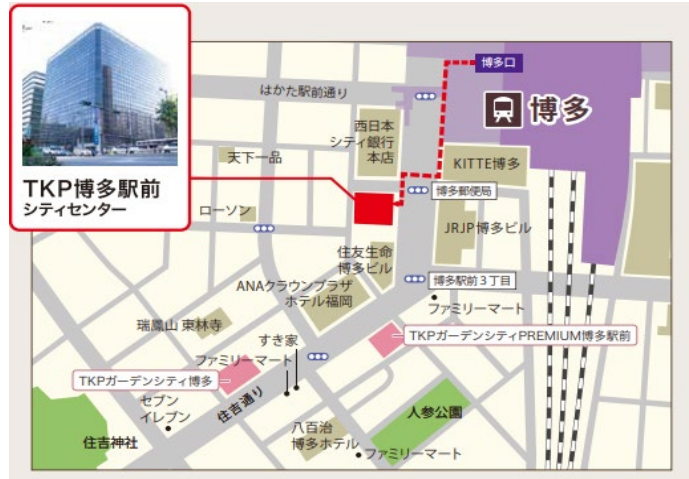 TKP博多駅前
シティセンター
博多口
はかた駅前通り
博多
西日本
シティ銀行
本店
天下一品
KITTE博多
博多郵便局
ローソン
JRJP博多ビル
住友生命
博多ビル
博多駅前3丁目
ANAクラウンプラザ
ホテル福岡
ファミリーマート
瑞鳳山 東林寺
すき家
TKPガーデンシティPREMIUM博多駅前
ファミリーマート
TKPガーデンシティ博多
セブン
イレブン
住吉通り
人参公園
八百治
博多ホテル
住吉神社
ファミリーマート